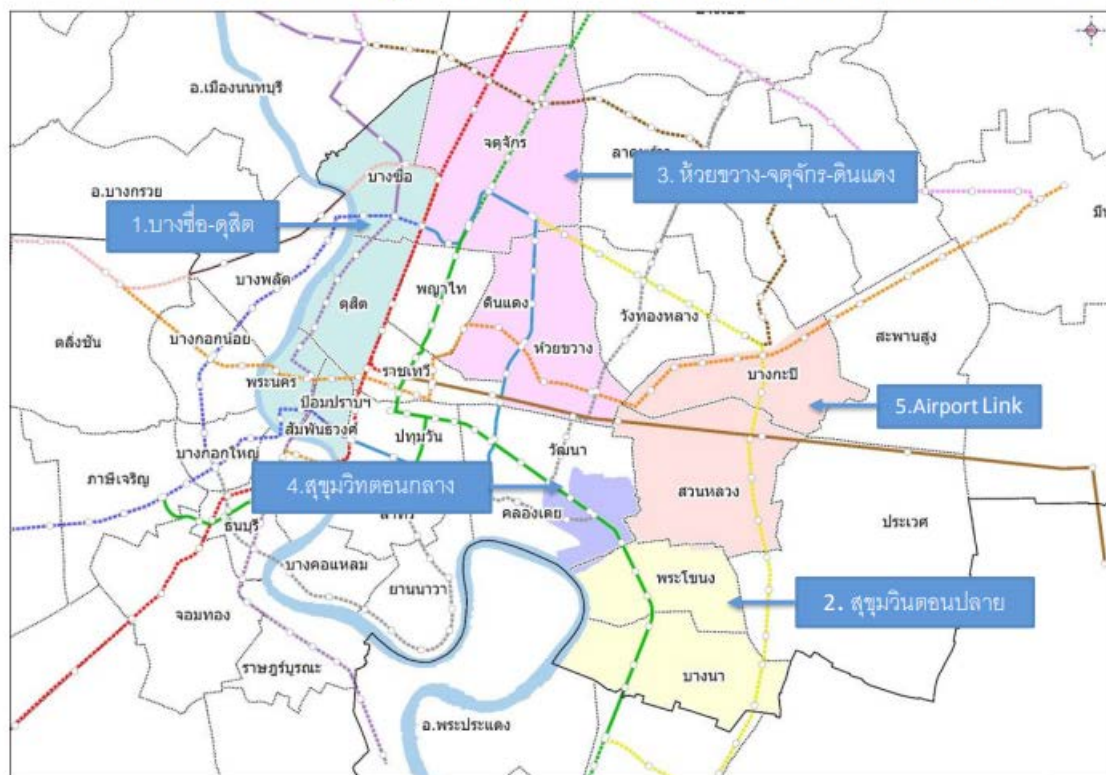 อ.เมืองนนทบุรี
จตุจักร
บางซื่อ
3. ห้วยขวาง-จตุจักร-ดินแดง
อ.บางกรวย
1.บางซื่อ-ดุสิต
บางพลัด
พญาไท
ดุสิต
ดินแดง
วังทองหลาง
ตลิ่งชัน
บางกอกน้อย
ห้วยขวาง
สะพานสูง
ราชเทวี
บางกะปิ
พระนคร
ป้อมปราบฯ
5.Airport Link
สัมพันธวงศ์
ปทุมวัน
วัฒนา
บางกอกใหญ่
ภาษีเจริญ
4.สุขุมวิทตอนกลาง
สวนหลวง
คลองเตย
ประเวศ
ธนบุรี
บางคอแหลม
พระโขนง
ยานนาวา
2. สุขุมวินตอนปลาย
จอมทอง
ราษฎร์บูรณะ
บางนา
อ.พระประแดง